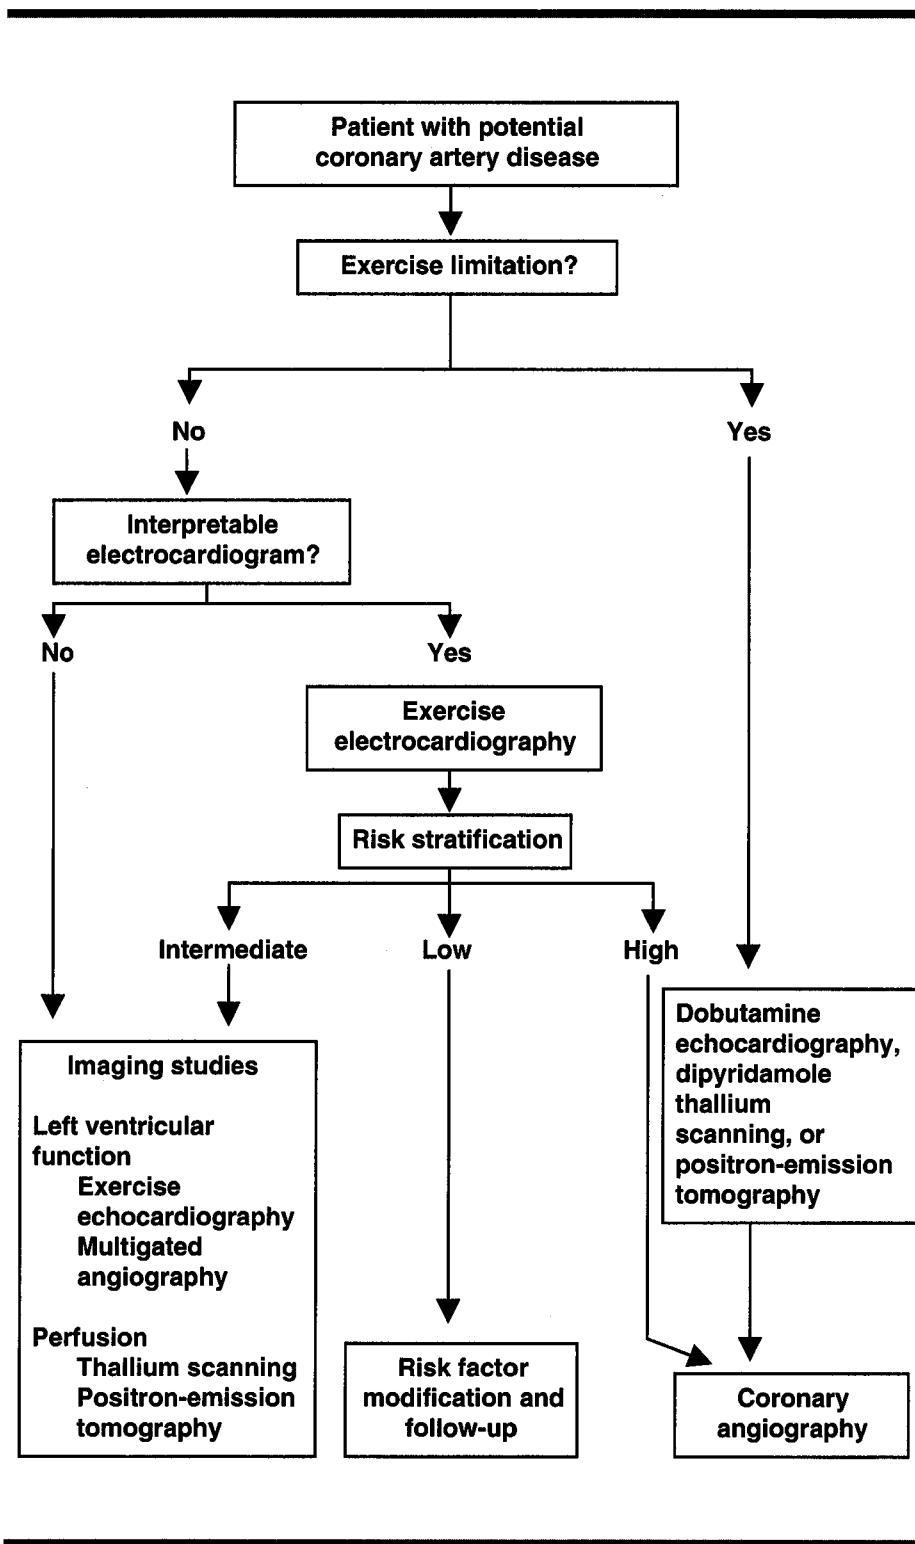 Patient with potential
coronary artery disease
Exercise limitation?
No
Yes
Interpretable
electrocardiogram?
No
Yes
Exercise
electrocardiography
Risk stratification
Intermediate
Low
High
Imaging studies
Left ventricular
function
Exercise
echocardiography
Multigated
angiography
Perfusion
Thallium scanning
Positron-emission
tomography
Risk factor
modification and
follow-up
Dobutamine
echocardiography,
dipyridamole
thallium
scanning, or
positron-emission
tomography
Coronary
angiography